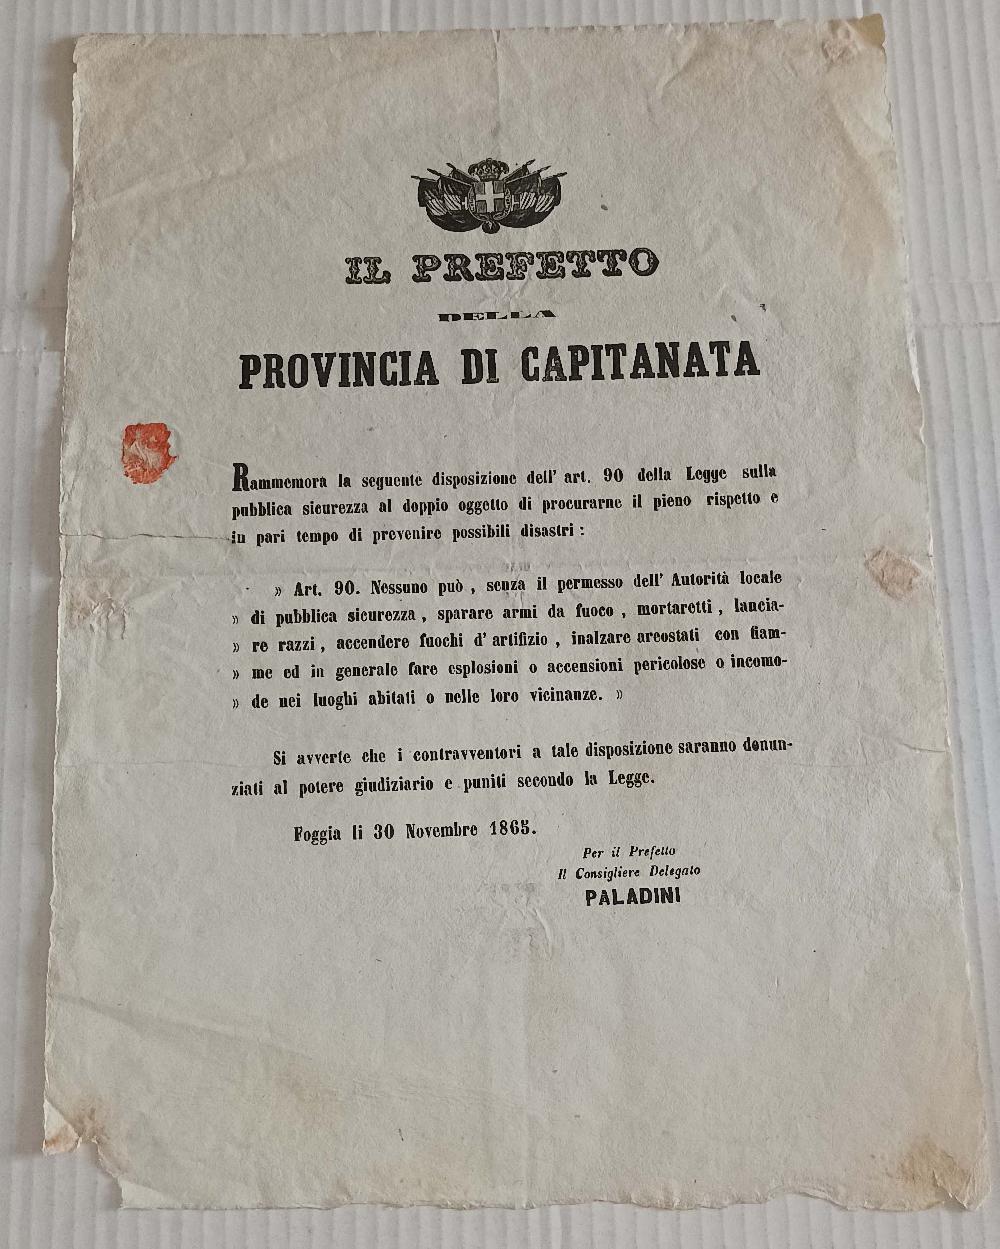 IL PREFETTO
DELLA
PROVINCIA DI CAPITANATA
Rammemora la seguente disposizione dell' art. 90 della Legge sulla
pubblica sicurezza al doppio oggetto di procurarne il pieno rispetto e
in pari tempo di prevenire possibili disastri :
» Art. 90. Nessuno può , senza il permesso dell' Autorità locale
» di pubblica sicurezza , sparare armi da fuoco , mortaretti , lancia-
» re razzi , accendere fuochi d' artifizio , inalzare areostati con fiam-
» me ed in generale fare esplosioni o accensioni pericolose o incomo-
» de nei luoghi abitati o nelle loro vicinanze. »
Si avverte che i contravventori a tale disposizione saranno denun-
ziati al potere giudiziario e puniti secondo la Legge.
Foggia li 30 Novembre 1865.
Per il Prefetto
Il Consigliere Delegato
PALADINI